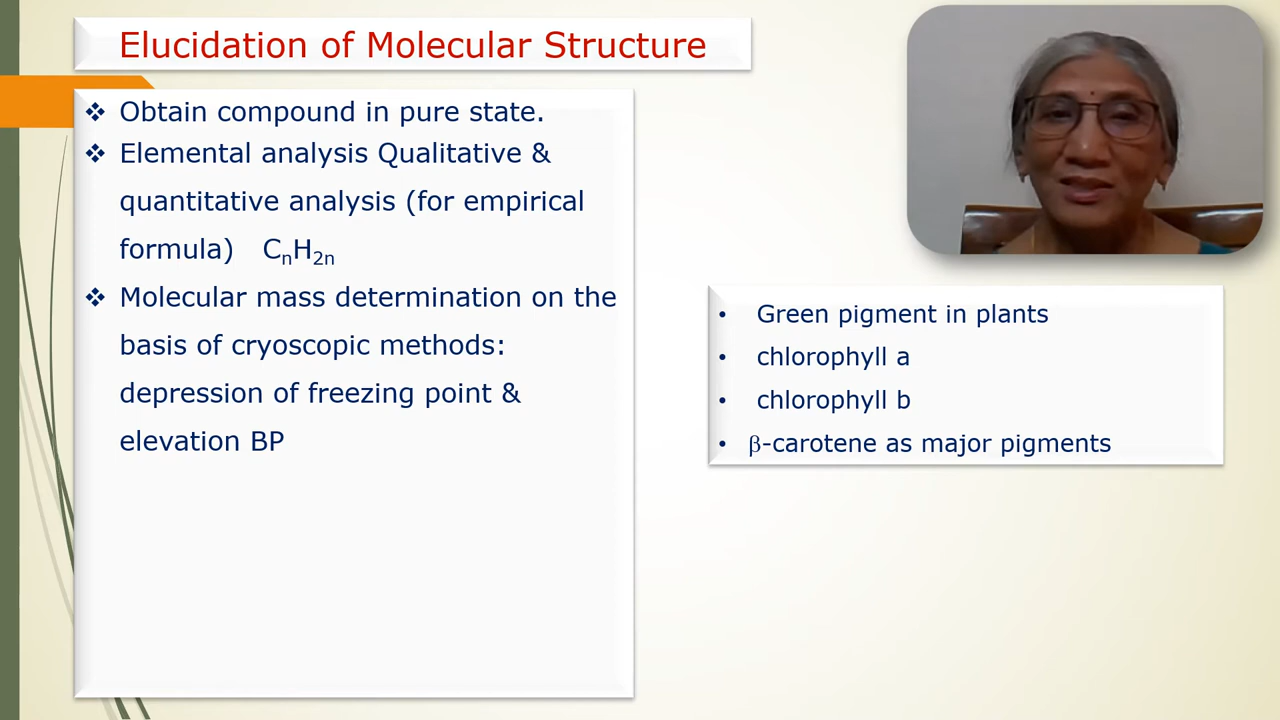 Elucidation of Molecular Structure
❖ Obtain compound in pure state.
❖ Elemental analysis Qualitative &
quantitative analysis (for empirical
formula) CₙH₂ₙ
❖ Molecular mass determination on the
basis of cryoscopic methods:
depression of freezing point &
elevation BP
• Green pigment in plants
• chlorophyll a
• chlorophyll b
• β-carotene as major pigments